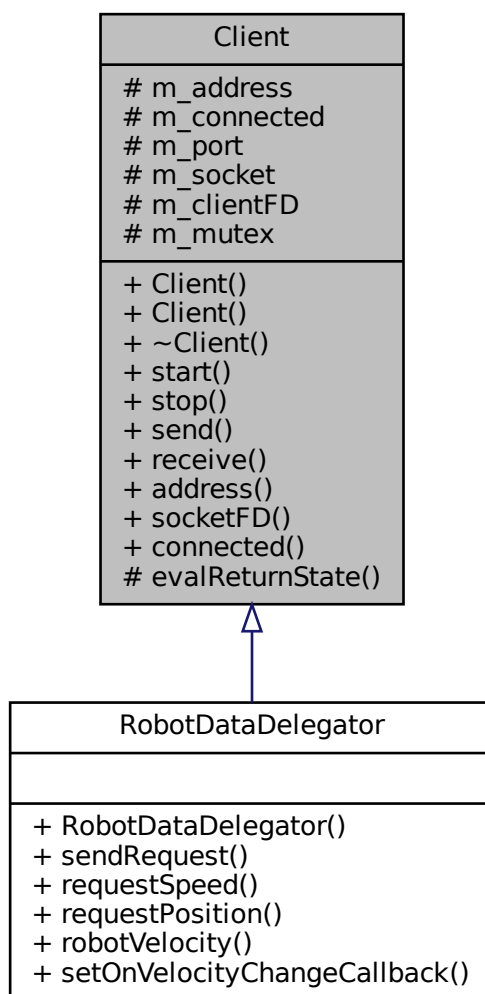 Client
# m_address
# m_connected
# m_port
# m_socket
# m_clientFD
# m_mutex
+ Client()
+ Client()
+ ~Client()
+ start()
+ stop()
+ send()
+ receive()
+ address()
+ socketFD()
+ connected()
# evalReturnState()
RobotDataDelegator
+ RobotDataDelegator()
+ sendRequest()
+ requestSpeed()
+ requestPosition()
+ robotVelocity()
+ setOnVelocityChangeCallback()